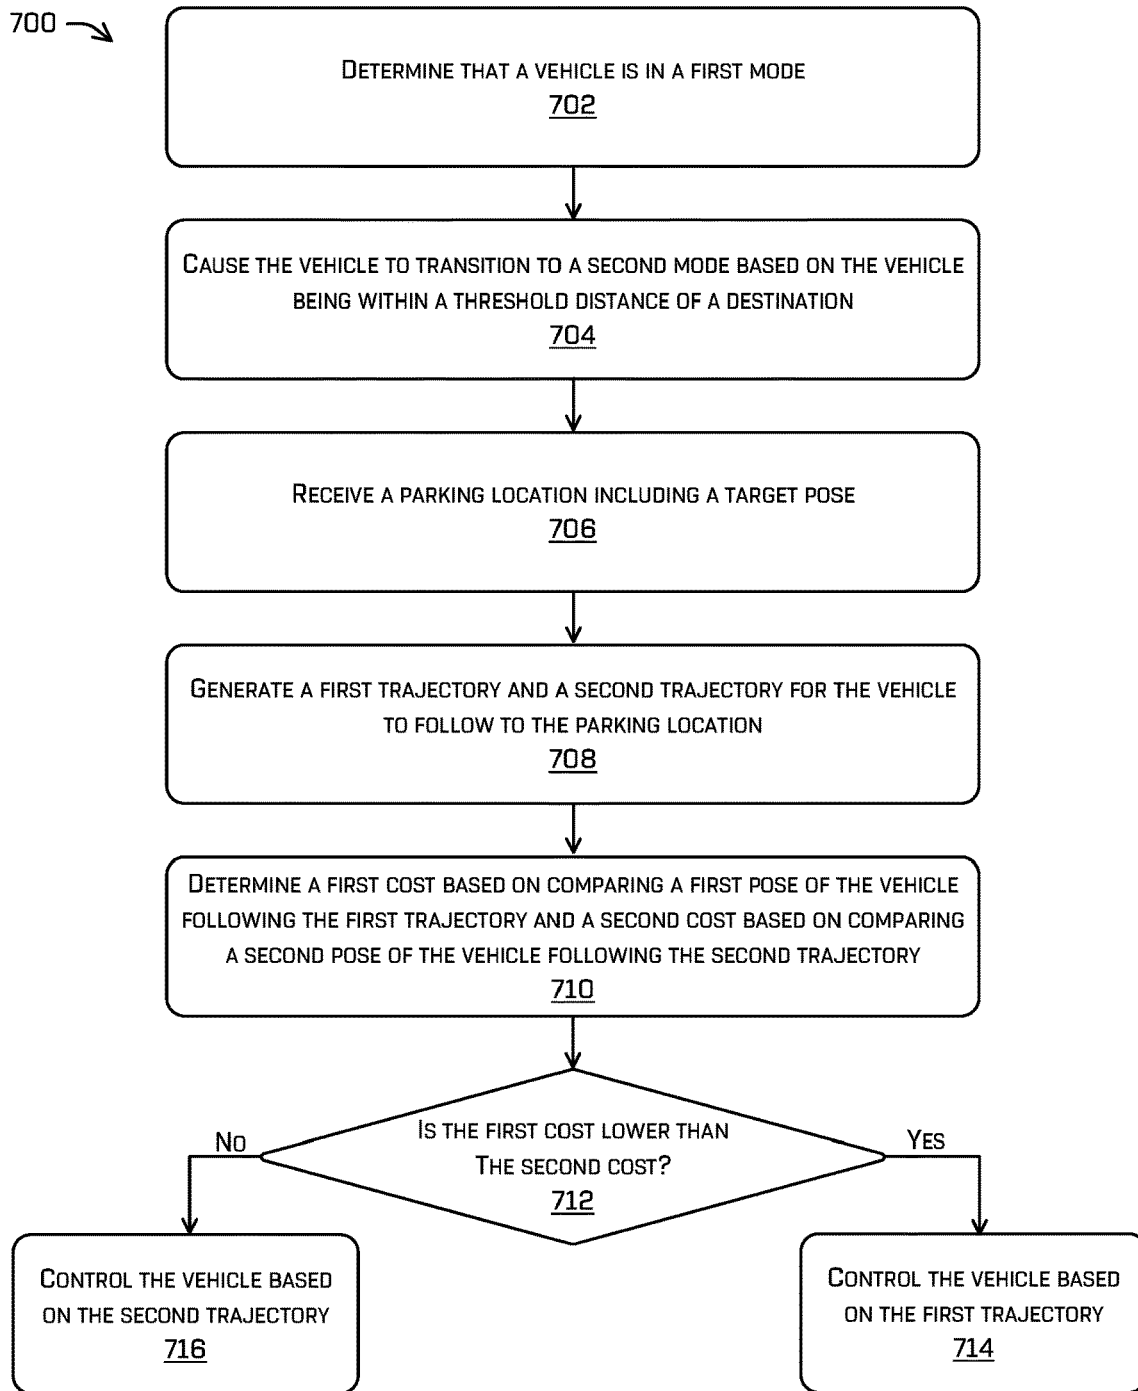 700
DETERMINE THAT A VEHICLE IS IN A FIRST MODE
702
CAUSE THE VEHICLE TO TRANSITION TO A SECOND MODE BASED ON THE VEHICLE
BEING WITHIN A THRESHOLD DISTANCE OF A DESTINATION
704
RECEIVE A PARKING LOCATION INCLUDING A TARGET POSE
706
GENERATE A FIRST TRAJECTORY AND A SECOND TRAJECTORY FOR THE VEHICLE
TO FOLLOW TO THE PARKING LOCATION
708
DETERMINE A FIRST COST BASED ON COMPARING A FIRST POSE OF THE VEHICLE
FOLLOWING THE FIRST TRAJECTORY AND A SECOND COST BASED ON COMPARING
A SECOND POSE OF THE VEHICLE FOLLOWING THE SECOND TRAJECTORY
710
IS THE FIRST COST LOWER THAN
THE SECOND COST?
712
NO
YES
CONTROL THE VEHICLE BASED
ON THE SECOND TRAJECTORY
716
CONTROL THE VEHICLE BASED
ON THE FIRST TRAJECTORY
714